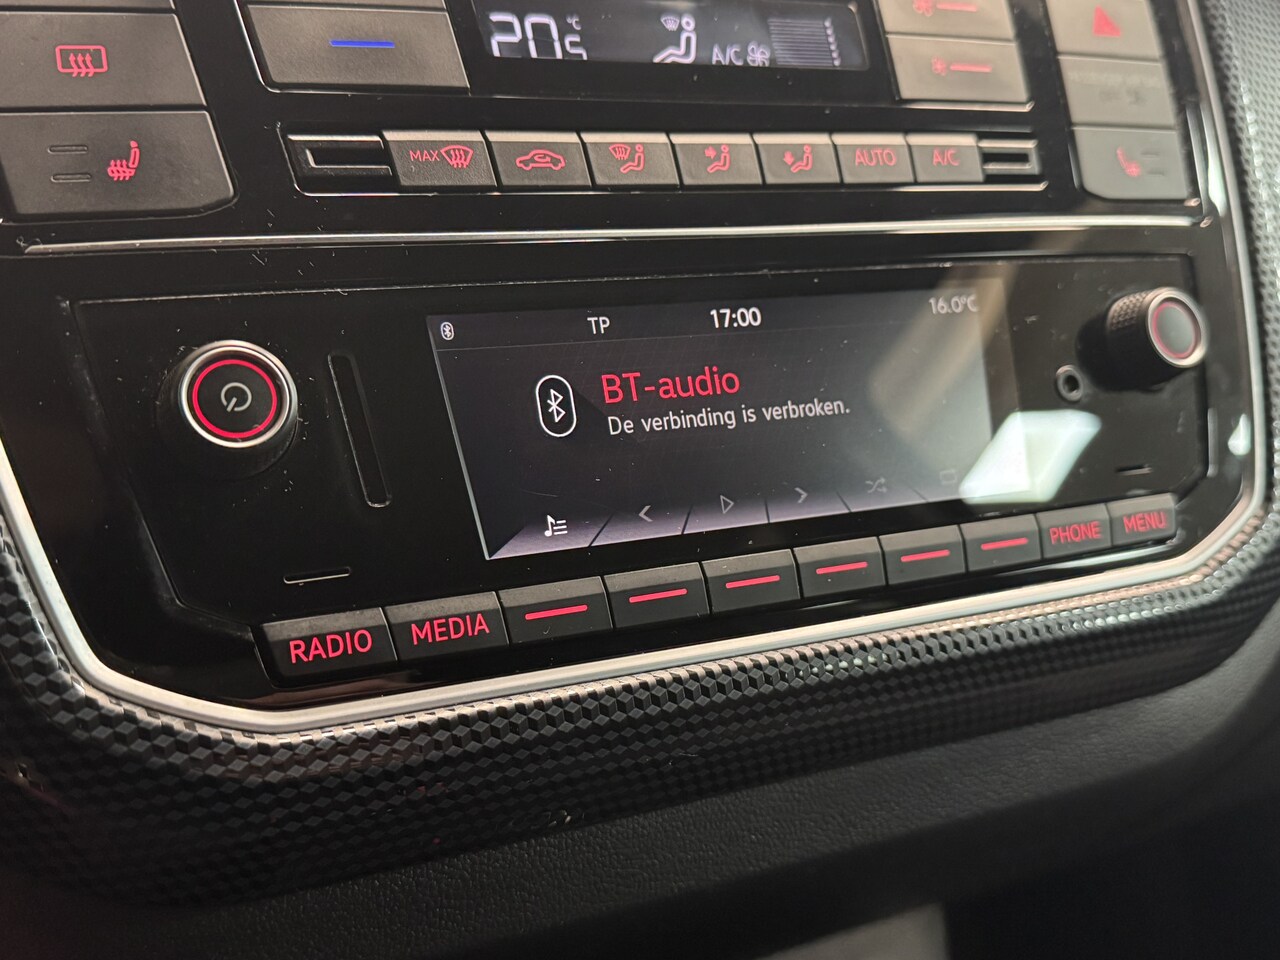 20.5 °C
A/C
MAX
AUTO
A/C
TP
17:00
16.0°C
BT-audio
De verbinding is verbroken.
RADIO
MEDIA
PHONE
MENU